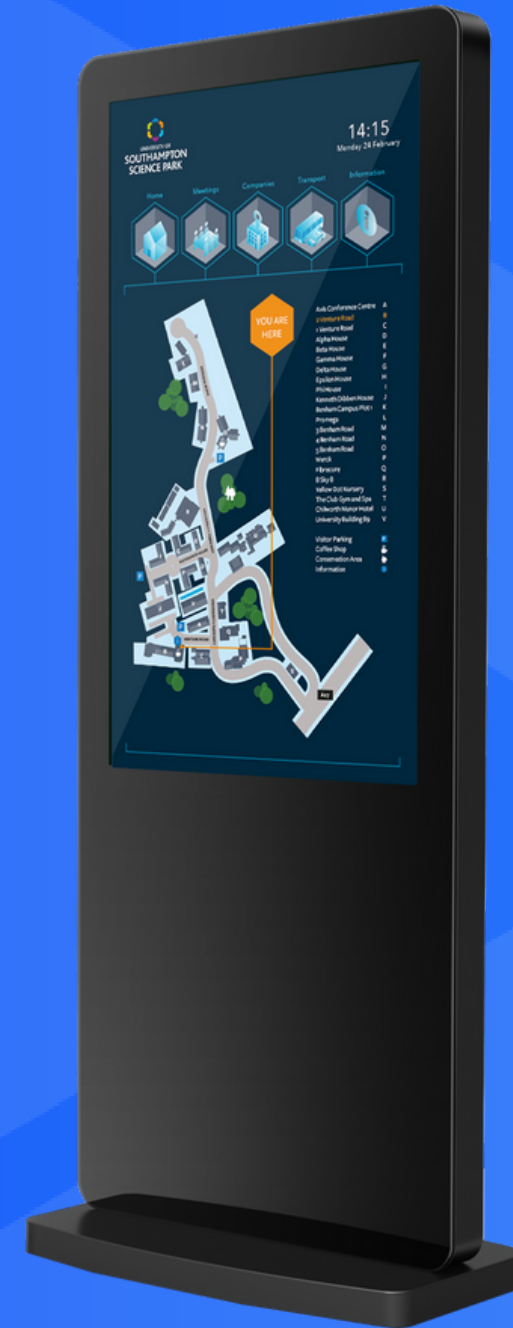 UNIVERSITY OF
SOUTHAMPTON
SCIENCE PARK
14:15
Monday 24 February
Home
Meetings
Companies
Transport
Information
YOU ARE
HERE
Avis Conference Centre A
2 Venture Road B
1 Venture Road C
Alpha House D
Beta House E
Gamma House F
Delta House G
Epsilon House H
Phi House I
Kenneth Dibben House J
Benham Campus Plot 1 K
Promega L
3 Benham Road M
4 Benham Road N
5 Benham Road O
Merck P
Fibrecore Q
B Sky B R
Yellow Dot Nursery S
The Club Gym and Spa T
Chilworth Manor Hotel U
University Building B9 V
Visitor Parking P
Coffee Shop
Conservation Area
Information
P
P
P
VENTURE ROAD